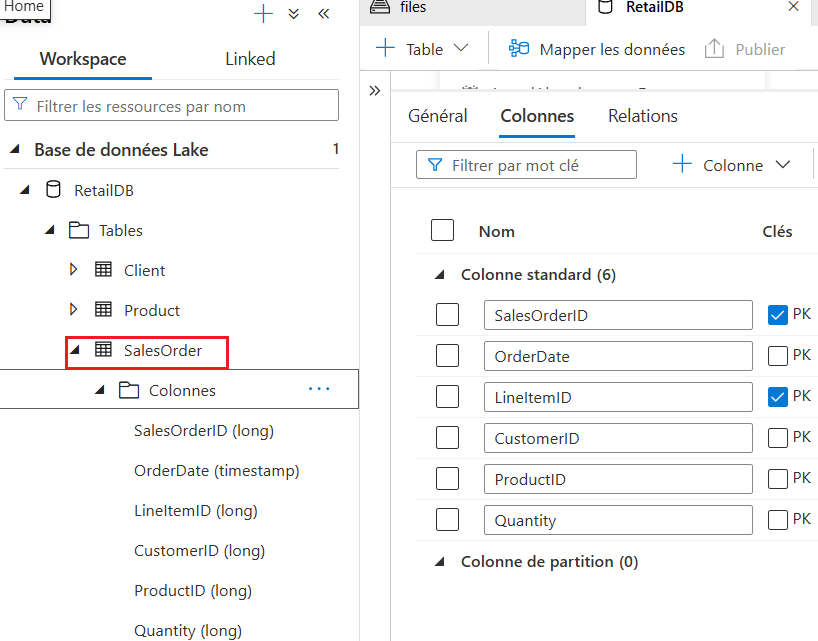 Home
Data
Workspace
Linked
Filtrer les ressources par nom
Base de données Lake
1
RetailDB
Tables
Client
Product
SalesOrder
Colonnes
SalesOrderID (long)
OrderDate (timestamp)
LineItemID (long)
CustomerID (long)
ProductID (long)
Quantity (long)
files
RetailDB
Table
Mapper les données
Publier
Général
Colonnes
Relations
Filtrer par mot clé
Colonne
Nom
Clés
Colonne standard (6)
SalesOrderID
PK
OrderDate
PK
LineItemID
PK
CustomerID
PK
ProductID
PK
Quantity
PK
Colonne de partition (0)